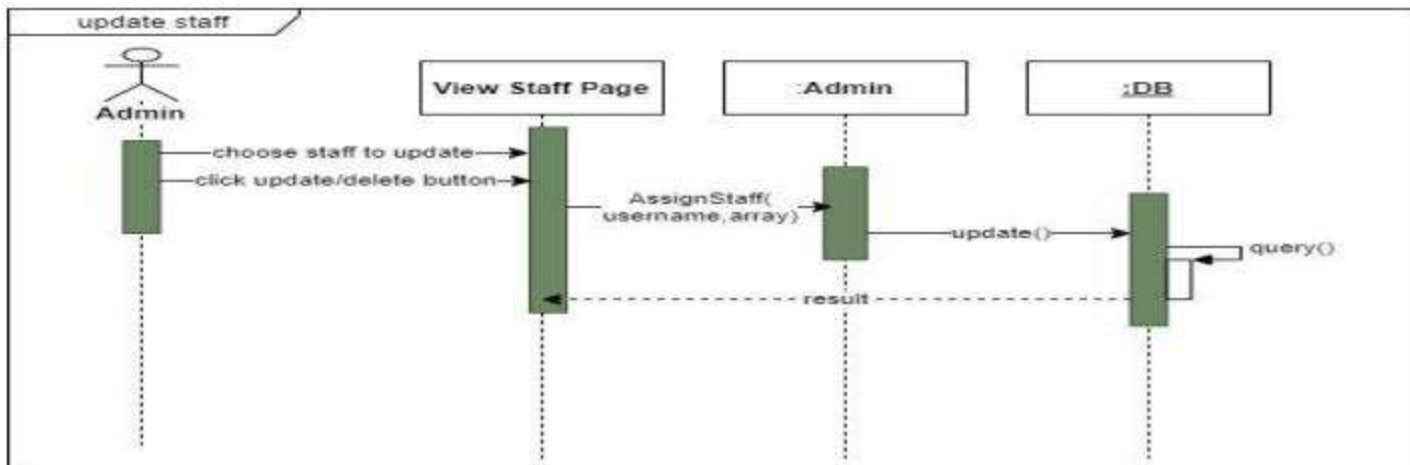 update staff
Admin
View Staff Page
:Admin
:DB
choose staff to update
click update/delete button
AssignStaff(
username,array)
update()
query()
result